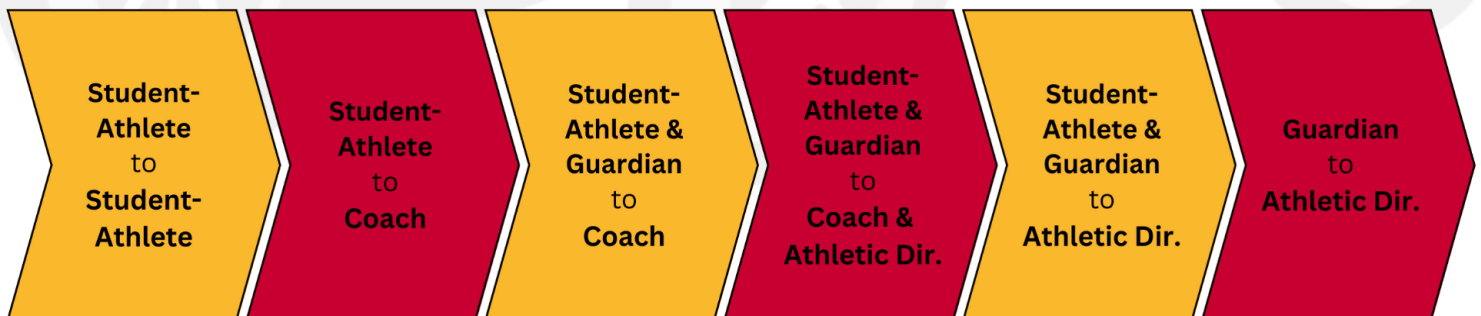 Student-
Athlete
to
Student-
Athlete
Student-
Athlete
to
Coach
Student-
Athlete &
Guardian
to
Coach
Student-
Athlete &
Guardian
to
Coach &
Athletic Dir.
Student-
Athlete &
Guardian
to
Athletic Dir.
Guardian
to
Athletic Dir.